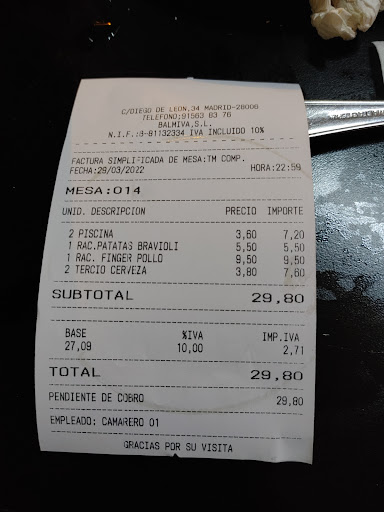 C/DIEGO DE LEON,34 MADRID-28006
TELEFONO:91563 63 76
BALMIVA,S.L.
N.I.F.:B-81132334 IVA INCLUIDO 10%
FACTURA SIMPLIFICADA DE MESA:TM COMP.
FECHA:29/03/2022 HORA:22:59
MESA:014
UNID. DESCRIPCION PRECIO IMPORTE
2 PISCINA 3,60 7,20
1 RAC.PATATAS BRAVIOLI 5,50 5,50
1 RAC. FINGER POLLO 9,50 9,50
2 TERCIO CERVEZA 3,80 7,60
SUBTOTAL 29,80
BASE %IVA IMP.IVA
27,09 10,00 2,71
TOTAL 29,80
PENDIENTE DE COBRO 29,80
EMPLEADO: CAMARERO 01
GRACIAS POR SU VISITA